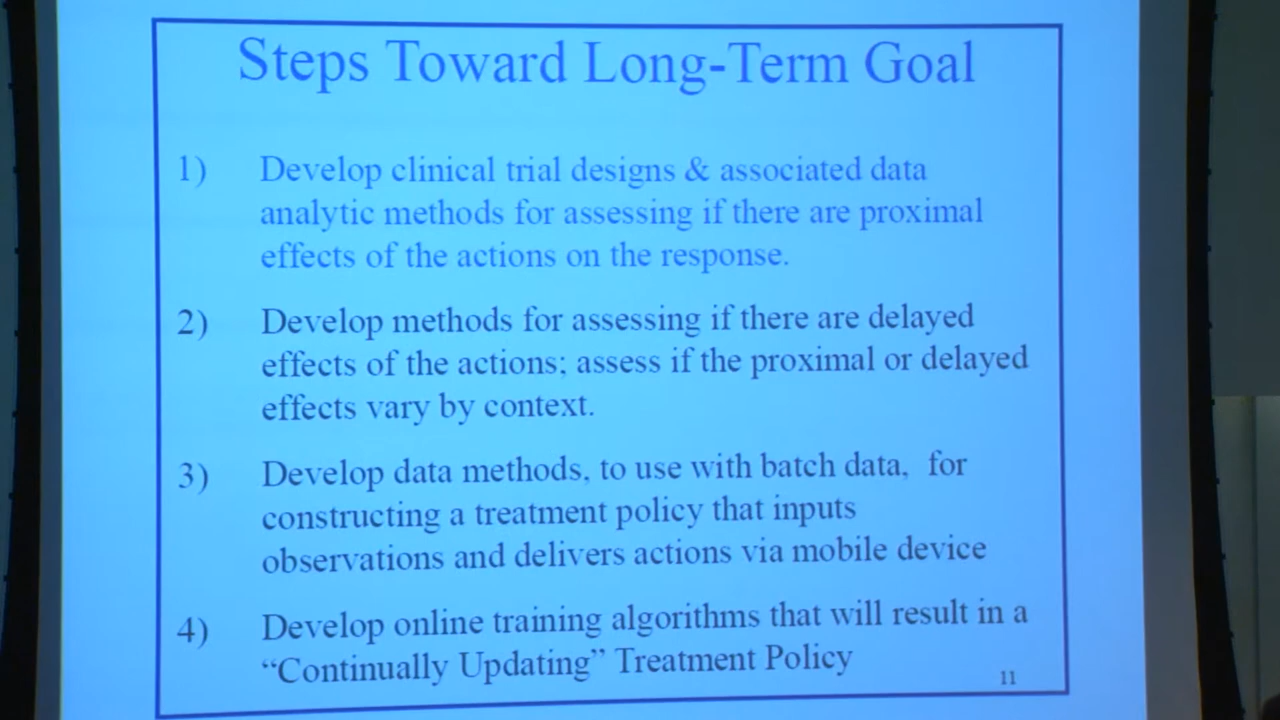 Steps Toward Long-Term Goal
1) Develop clinical trial designs & associated data
analytic methods for assessing if there are proximal
effects of the actions on the response.
2) Develop methods for assessing if there are delayed
effects of the actions; assess if the proximal or delayed
effects vary by context.
3) Develop data methods, to use with batch data, for
constructing a treatment policy that inputs
observations and delivers actions via mobile device
4) Develop online training algorithms that will result in a
“Continually Updating” Treatment Policy
11